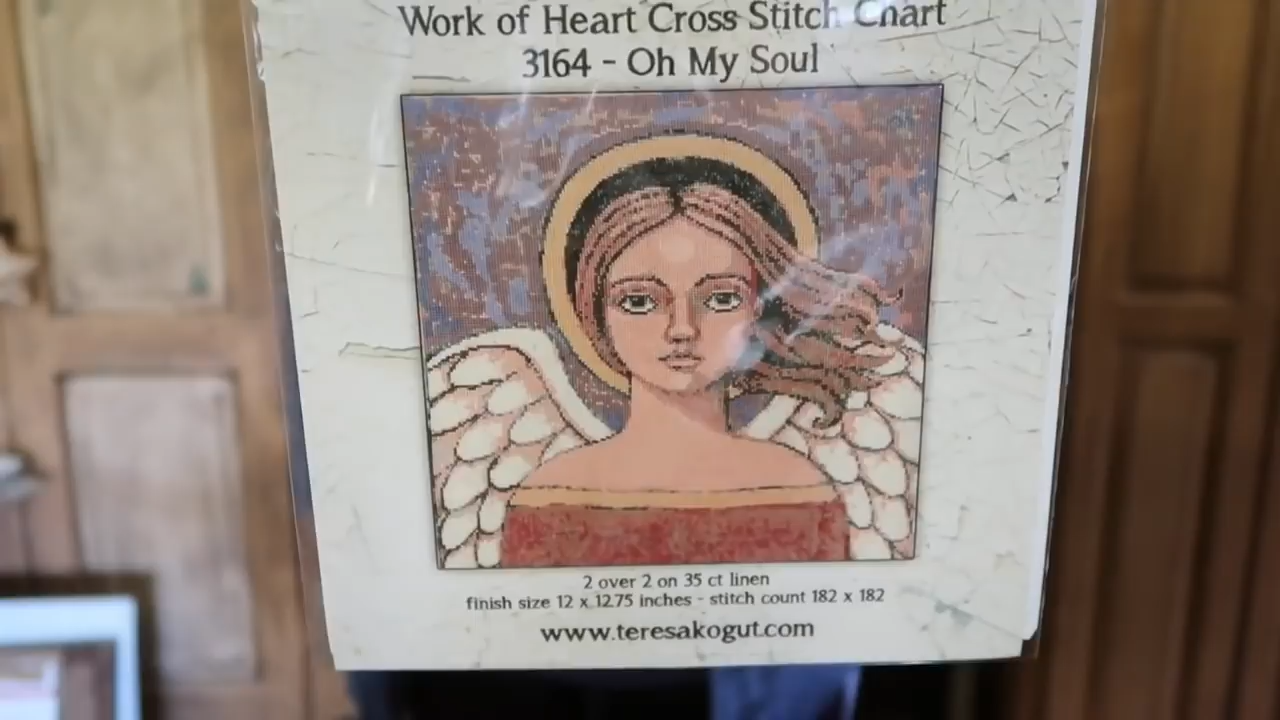 Work of Heart Cross Stitch Chart
3164 - Oh My Soul
2 over 2 on 35 ct linen
finish size 12 x 12.75 inches - stitch count 182 x 182
www.teresakogut.com